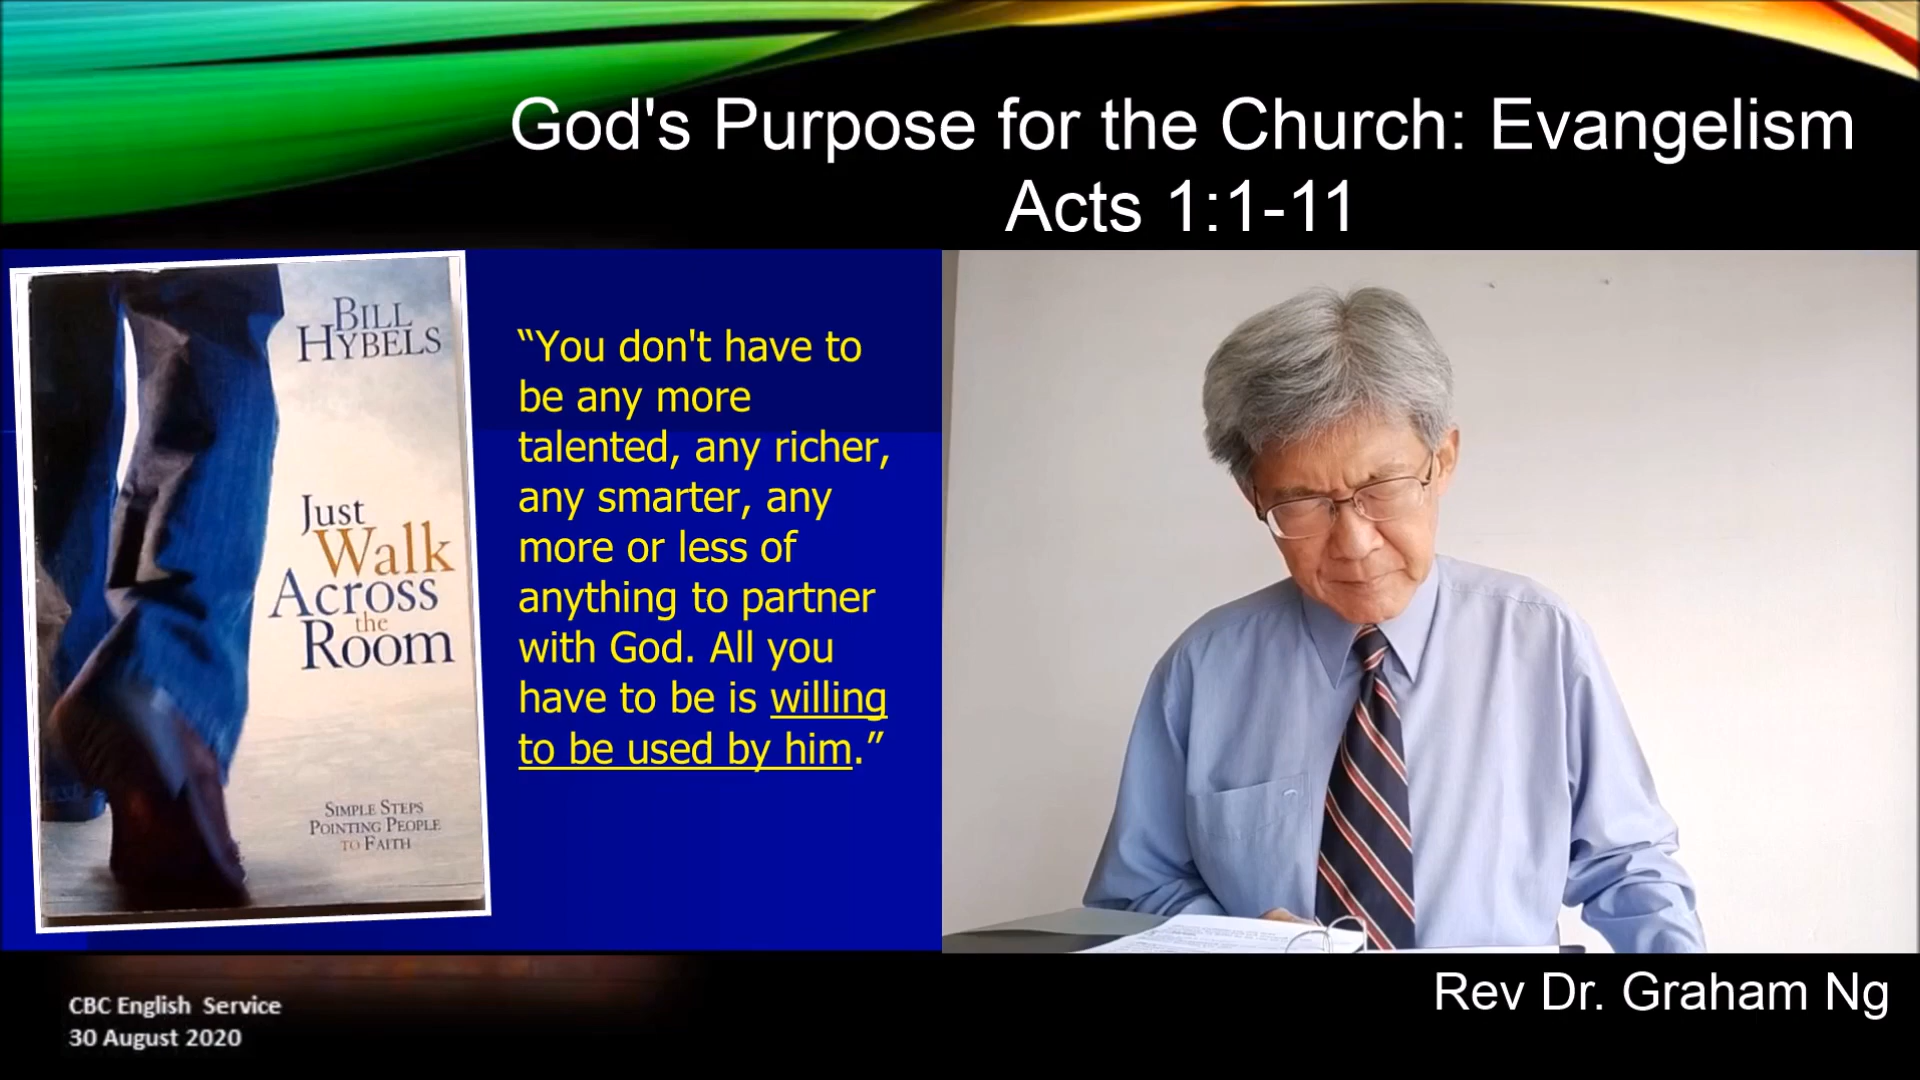 God's Purpose for the Church: Evangelism
Acts 1:1-11
BILL
HYBELS
JUST
WALK
ACROSS
the
ROOM
SIMPLE STEPS
POINTING PEOPLE
TO FAITH
“You don't have to
be any more
talented, any richer,
any smarter, any
more or less of
anything to partner
with God. All you
have to be is willing
to be used by him.”
Rev Dr. Graham Ng
CBC English Service
30 August 2020